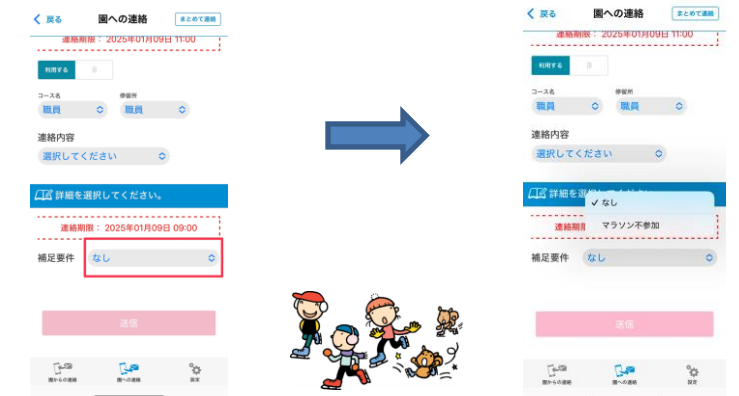 戻る
園への連絡
まとめて連絡
連絡期限： 2025年01月09日 11:00
利用する
コース名
停留所
職員
職員
連絡内容
選択してください
詳細を選択してください。
連絡期限： 2025年01月09日 09:00
補足要件
なし
送信
園からの連絡
園への連絡
設定
戻る
園への連絡
まとめて連絡
連絡期限： 2025年01月09日 11:00
利用する
コース名
停留所
職員
職員
連絡内容
選択してください
詳細を選
✓ なし
マラソン不参加
連絡期
補足要件
なし
送信
園からの連絡
園への連絡
設定